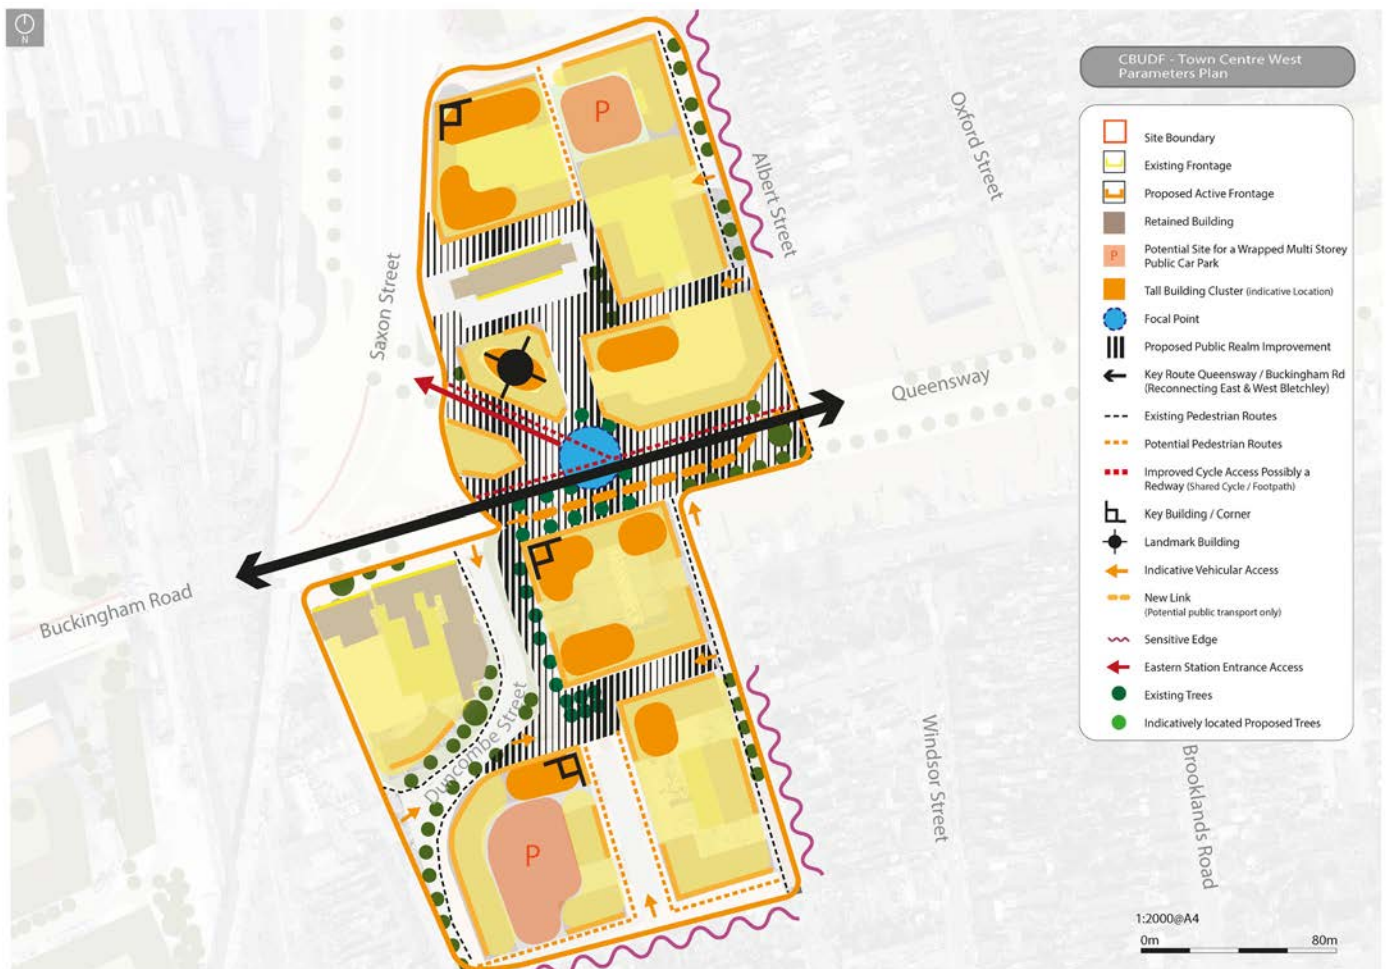 N
CBUDF - Town Centre West
Parameters Plan
Site Boundary
Existing Frontage
Proposed Active Frontage
Retained Building
P
Potential Site for a Wrapped Multi Storey
Public Car Park
Tall Building Cluster (indicative Location)
Focal Point
Proposed Public Realm Improvement
Key Route Queensway / Buckingham Rd
(Reconnecting East & West Bletchley)
Existing Pedestrian Routes
Potential Pedestrian Routes
Improved Cycle Access Possibly a
Redway (Shared Cycle / Footpath)
Key Building / Corner
Landmark Building
Indicative Vehicular Access
New Link
(Potential public transport only)
Sensitive Edge
Eastern Station Entrance Access
Existing Trees
Indicatively located Proposed Trees
P
Oxford Street
Albert Street
Saxon Street
Queensway
Buckingham Road
Duncombe Street
Windsor Street
Brooklands Road
P
1:2000@A4
0m 80m